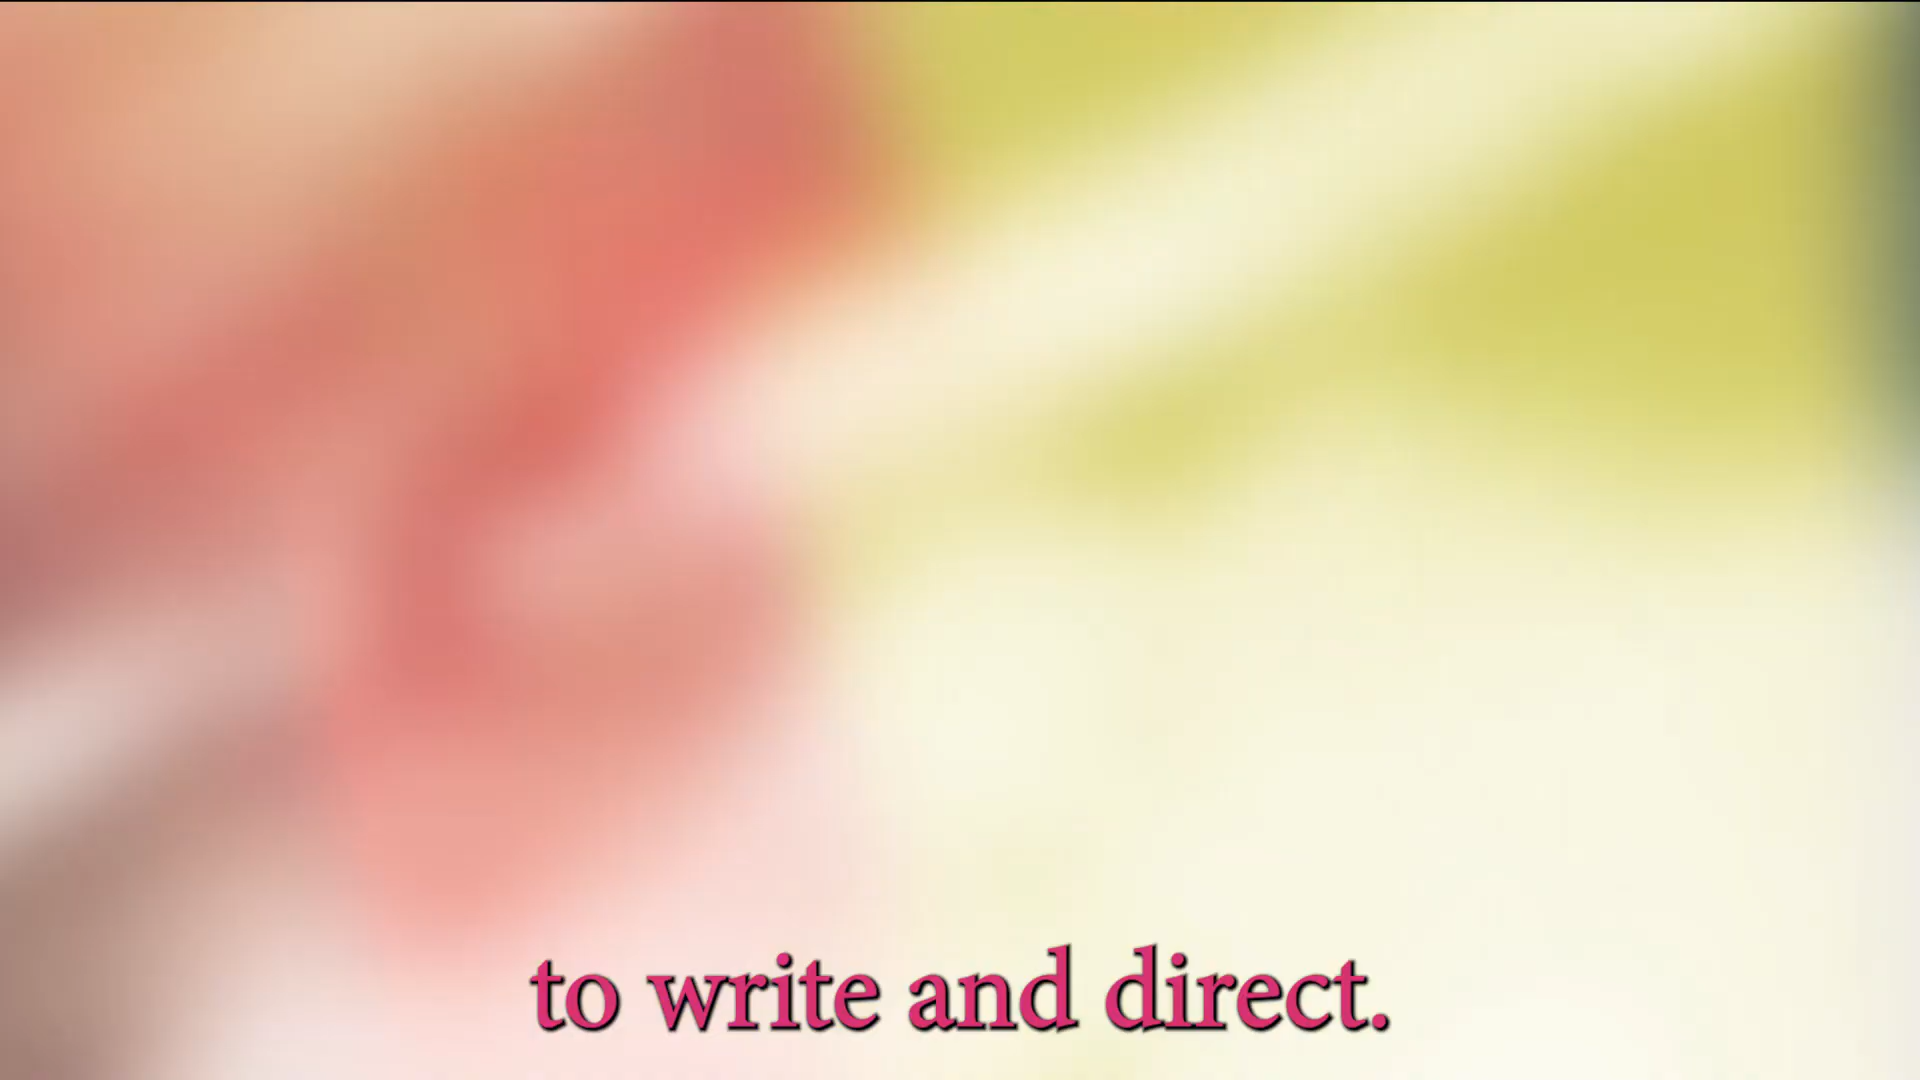 to write and direct.